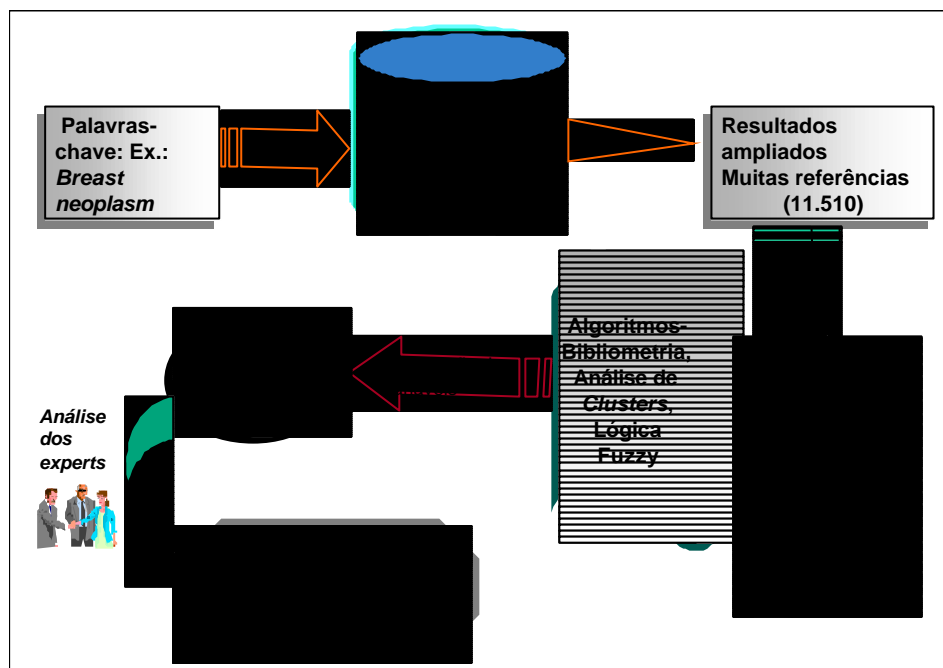 Palavras-
chave: Ex.:
Breast
neoplasm
Resultados
ampliados
Muitas referências
(11.510)
Algoritmos-
Bibliometria,
Análise de
Clusters,
Lógica
Fuzzy
Análise
dos
experts